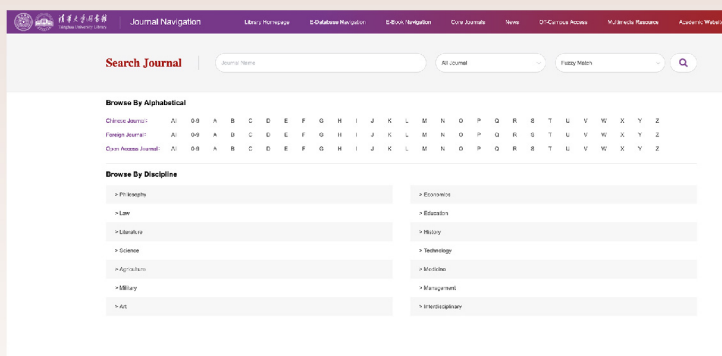 清华大学图书馆 Journal Navigation Library Homepage E-Database Navigation E-Book Navigation Core Journals News Off-Campus Access Multimedia Resource Academic Websit
Tsinghua University Library
Search Journal Journal Name All Journal Fuzzy Match
Browse By Alphabetical
Chinese Journal: All 0-9 A B C D E F G H I J K L M N O P Q R S T U V W X Y Z
Foreign Journal: All 0-9 A B C D E F G H I J K L M N O P Q R S T U V W X Y Z
Open Access Journal: All 0-9 A B C D E F G H I J K L M N O P Q R S T U V W X Y Z
Browse By Discipline
> Philosophy > Economics
> Law > Education
> Literature > History
> Science > Technology
> Agriculture > Medicine
> Military > Management
> Art > Interdisciplinary